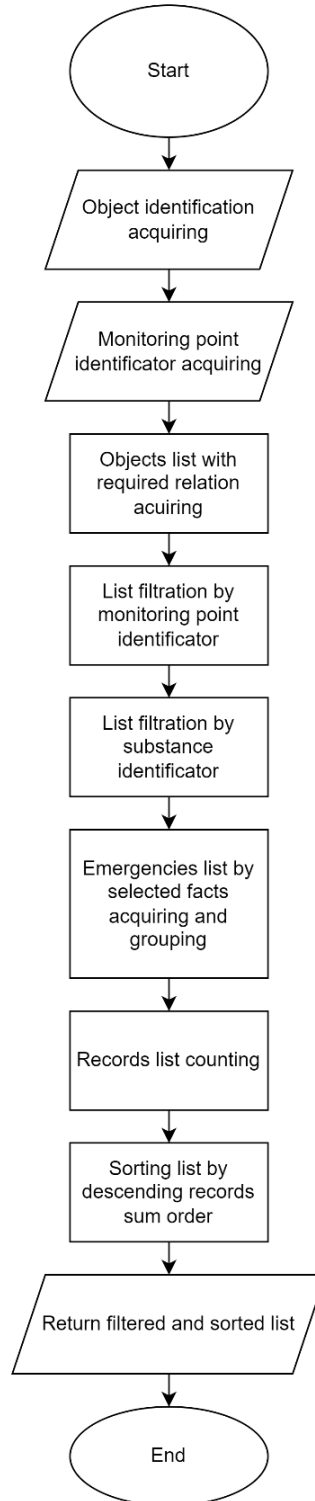 Start
Object identification
acquiring
Monitoring point
identificator acquiring
Objects list with
required relation
acuiring
List filtration by
monitoring point
identificator
List filtration by
substance
identificator
Emergencies list by
selected facts
acquiring and
grouping
Records list counting
Sorting list by
descending records
sum order
Return filtered and sorted list
End